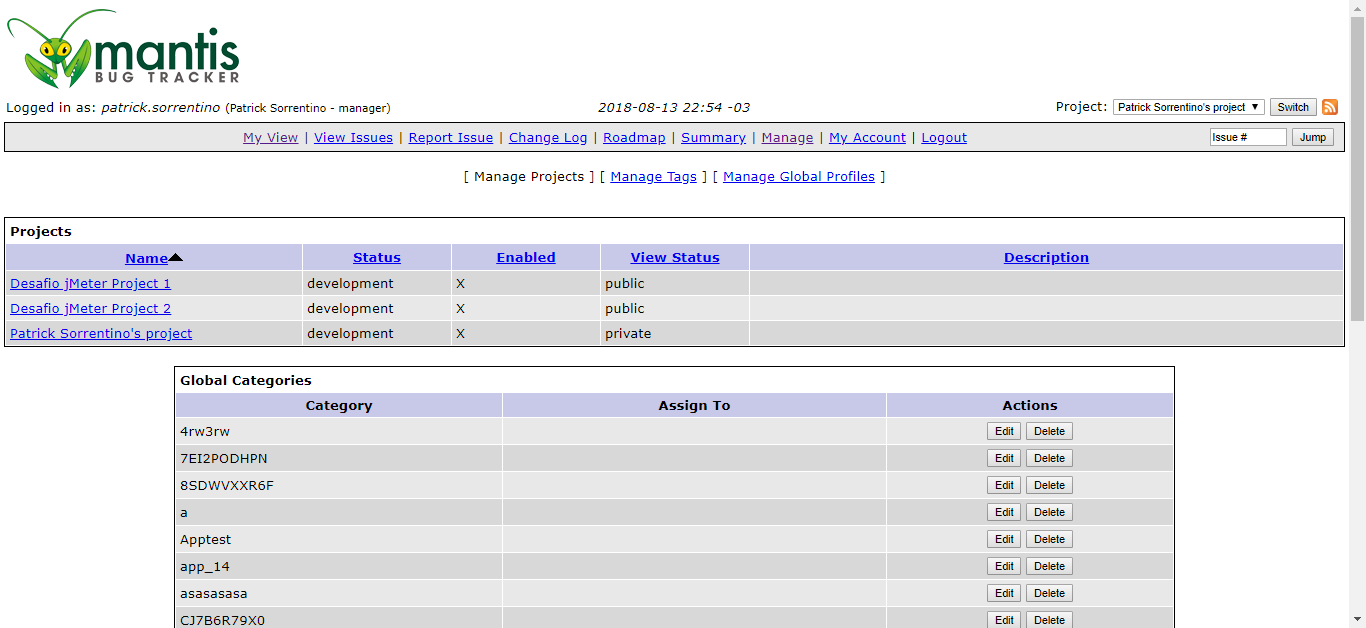 mantis
BUG TRACKER
Logged in as: patrick.sorrentino (Patrick Sorrentino - manager) 2018-08-13 22:54 -03 Project: Patrick Sorrentino's project Switch
My View | View Issues | Report Issue | Change Log | Roadmap | Summary | Manage | My Account | Logout Issue # Jump
[ Manage Projects ] [ Manage Tags ] [ Manage Global Profiles ]
Projects
Name Status Enabled View Status Description
Desafio jMeter Project 1 development X public
Desafio jMeter Project 2 development X public
Patrick Sorrentino's project development X private
Global Categories
Category Assign To Actions
4rw3rw Edit Delete
7EI2PODHPN Edit Delete
8SDWVXXR6F Edit Delete
a Edit Delete
Apptest Edit Delete
app_14 Edit Delete
asasasasa Edit Delete
CJ7B6R79X0 Edit Delete